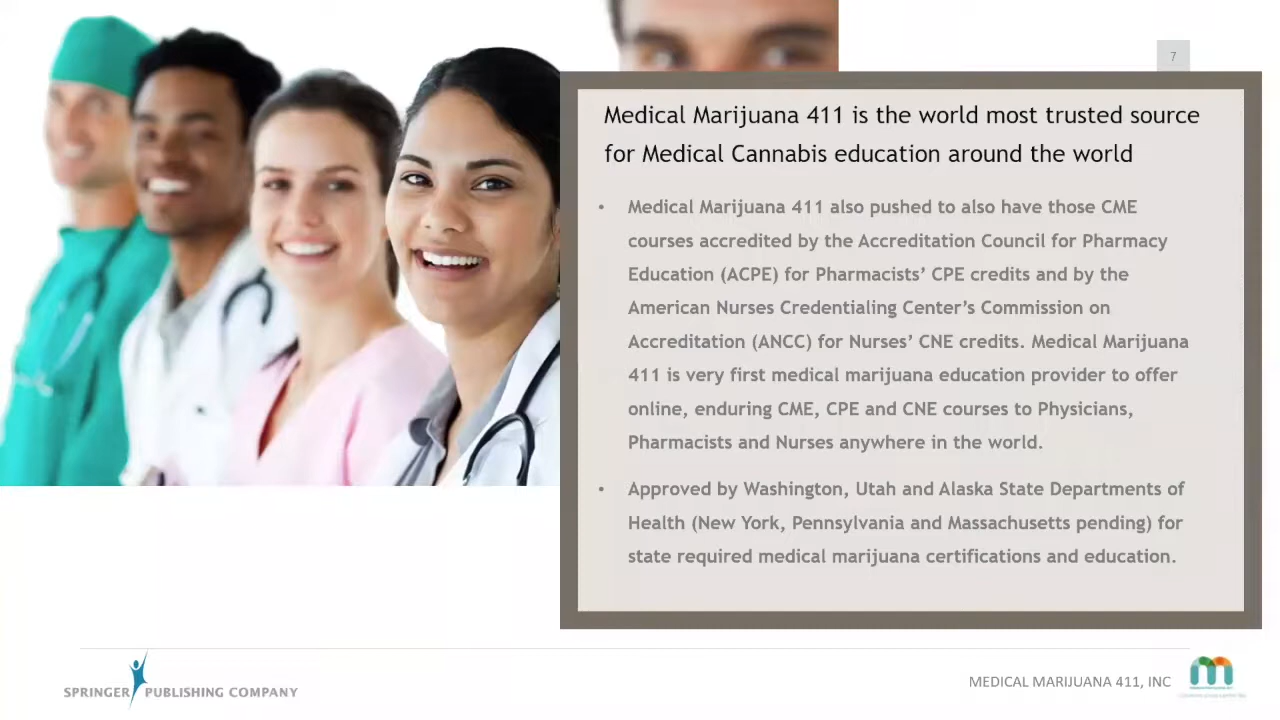 7
Medical Marijuana 411 is the world most trusted source
for Medical Cannabis education around the world
• Medical Marijuana 411 also pushed to also have those CME
courses accredited by the Accreditation Council for Pharmacy
Education (ACPE) for Pharmacists’ CPE credits and by the
American Nurses Credentialing Center’s Commission on
Accreditation (ANCC) for Nurses’ CNE credits. Medical Marijuana
411 is very first medical marijuana education provider to offer
online, enduring CME, CPE and CNE courses to Physicians,
Pharmacists and Nurses anywhere in the world.
• Approved by Washington, Utah and Alaska State Departments of
Health (New York, Pennsylvania and Massachusetts pending) for
state required medical marijuana certifications and education.
SPRINGER PUBLISHING COMPANY
MEDICAL MARIJUANA 411, INC
m